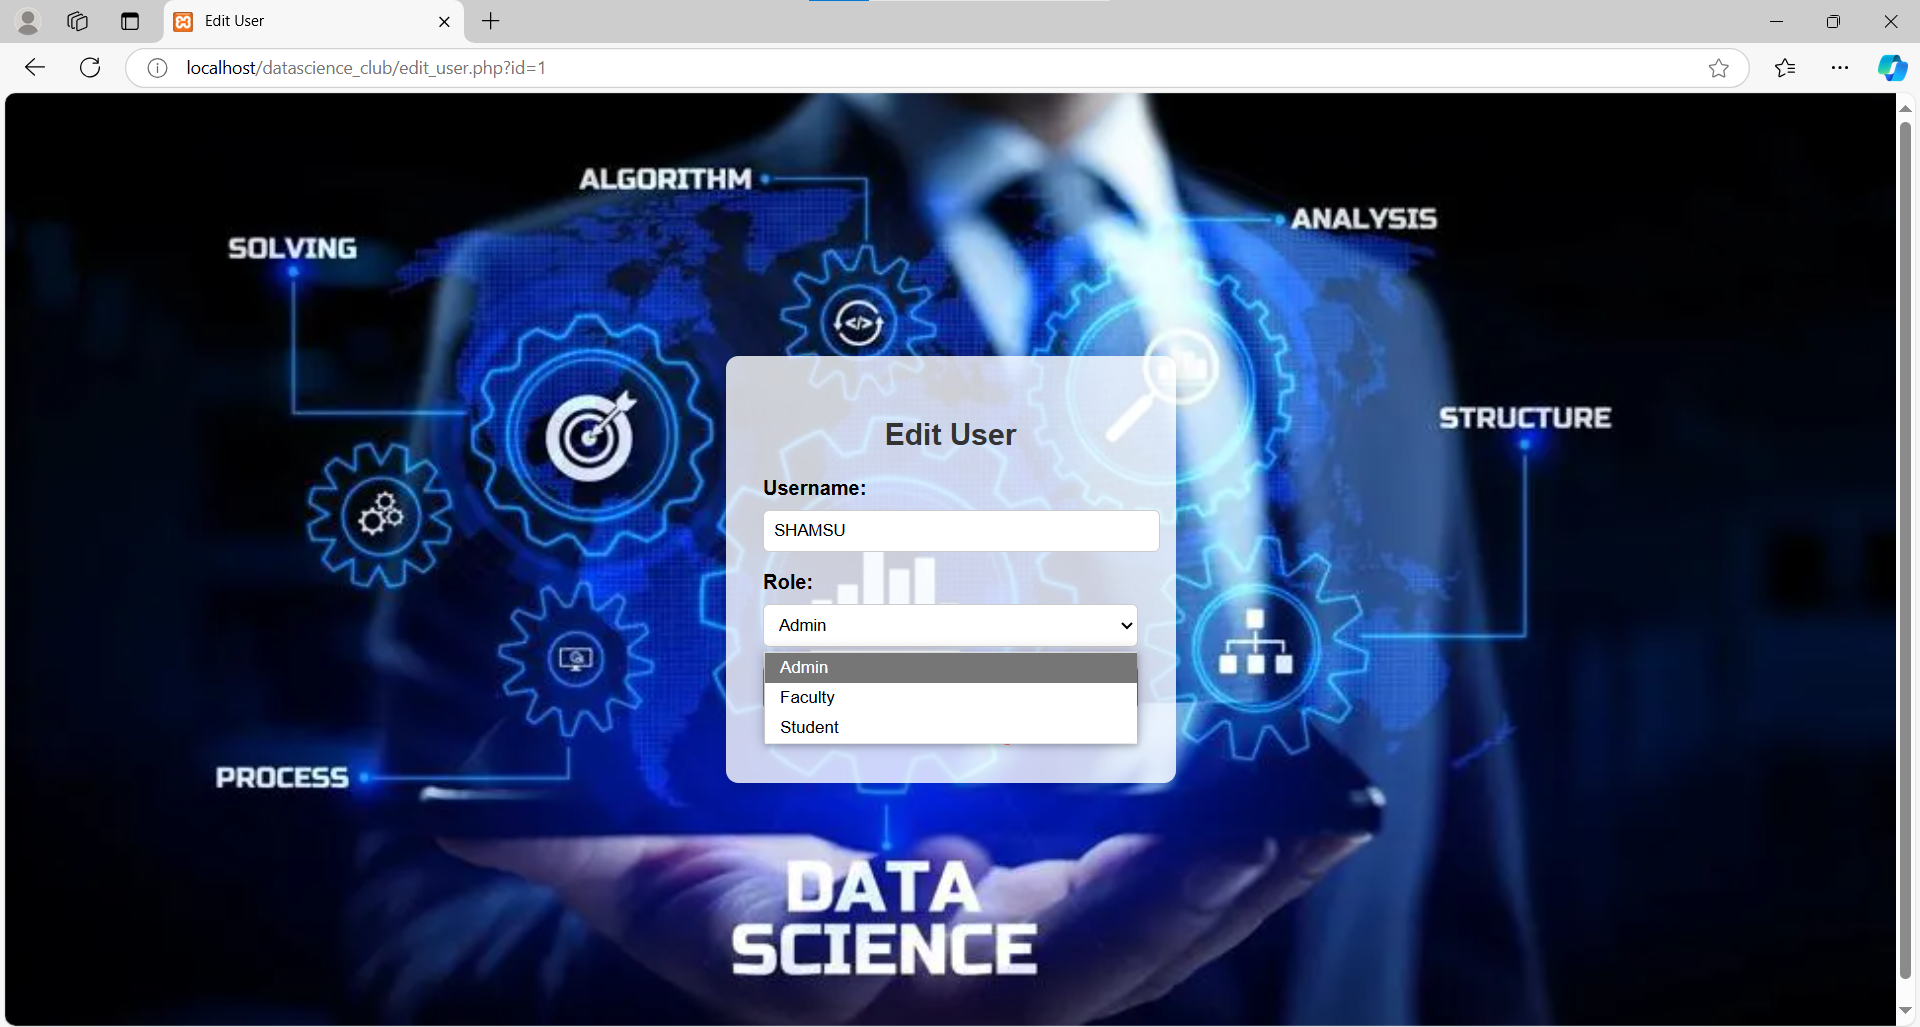 Edit User
localhost/datascience_club/edit_user.php?id=1
ALGORITHM
ANALYSIS
SOLVING
STRUCTURE
Edit User
Username:
SHAMSU
Role:
Admin
Admin
Faculty
Student
PROCESS
DATA
SCIENCE